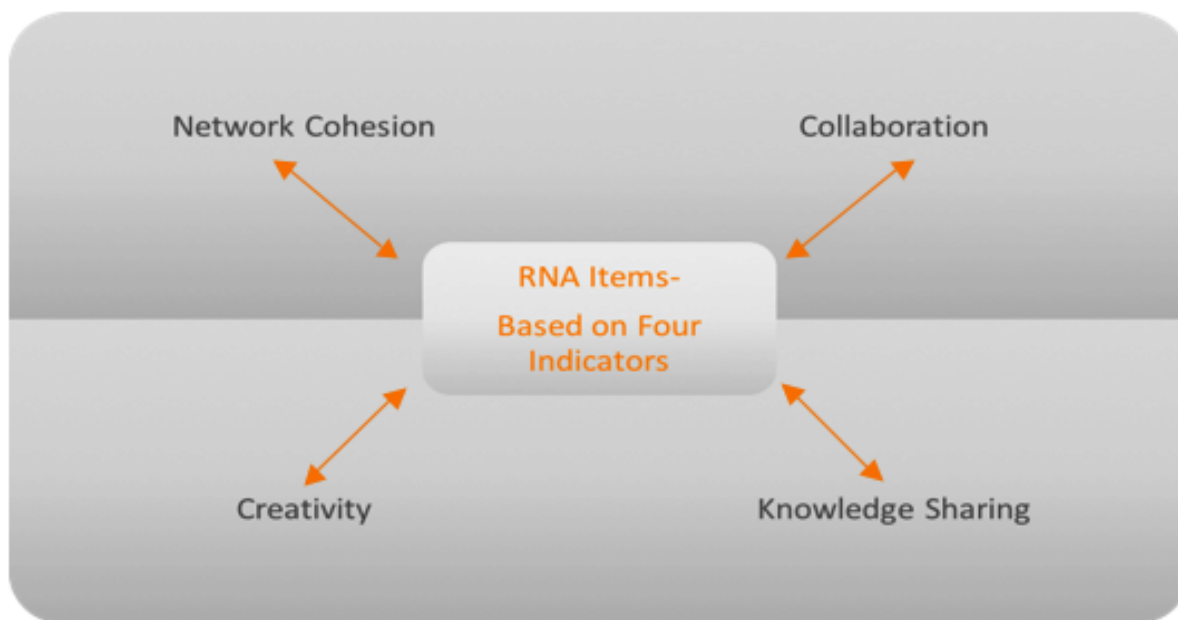 Network Cohesion
Collaboration
RNA Items-
Based on Four
Indicators
Creativity
Knowledge Sharing